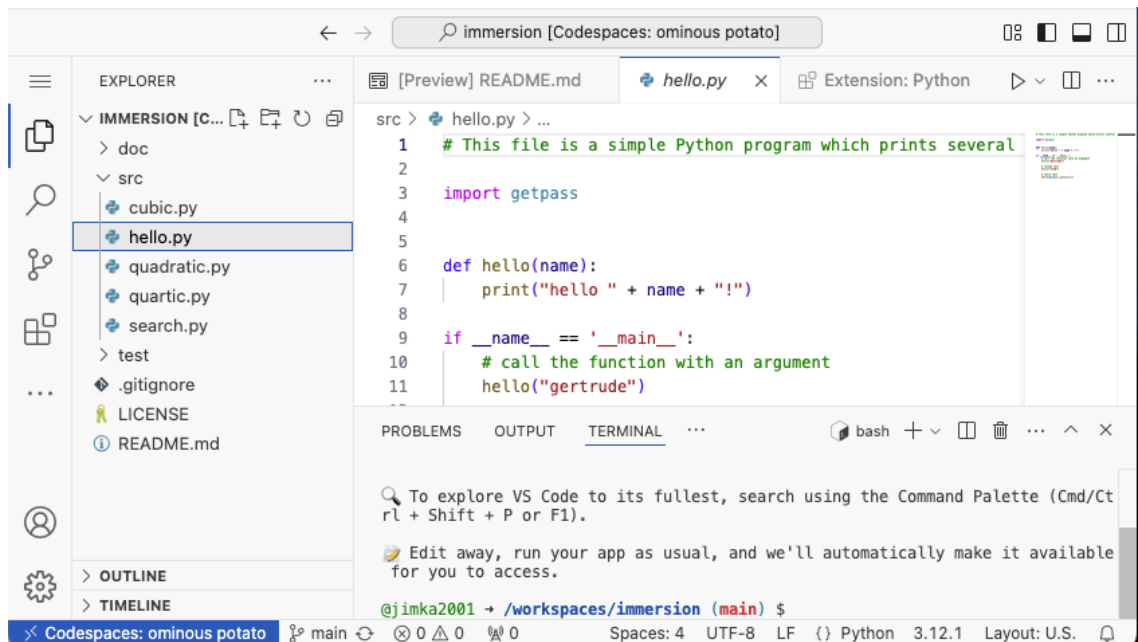 immersion [Codespaces: ominous potato]
EXPLORER
IMMERSION [C...
doc
src
cubic.py
hello.py
quadratic.py
quartic.py
search.py
test
.gitignore
LICENSE
README.md
OUTLINE
TIMELINE
[Preview] README.md
hello.py
Extension: Python
src > hello.py > ...
1 # This file is a simple Python program which prints several
2
3 import getpass
4
5
6 def hello(name):
7 print("hello " + name + "!")
8
9 if __name__ == '__main__':
10 # call the function with an argument
11 hello("gertrude")
PROBLEMS OUTPUT TERMINAL ... bash
To explore VS Code to its fullest, search using the Command Palette (Cmd/Ct
rl + Shift + P or F1).
Edit away, run your app as usual, and we'll automatically make it available
for you to access.
@jimka2001 → /workspaces/immersion (main) $
Codespaces: ominous potato main 0 0 0 Spaces: 4 UTF-8 LF {} Python 3.12.1 Layout: U.S.